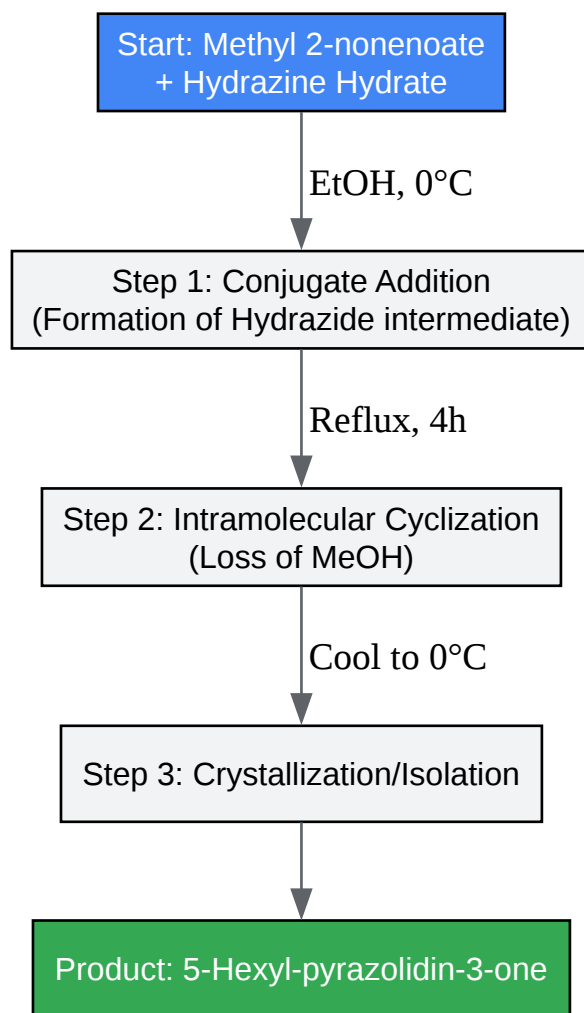 Start: Methyl 2-nonenoate
+ Hydrazine Hydrate
EtOH, 0°C
Step 1: Conjugate Addition
(Formation of Hydrazide intermediate)
Reflux, 4h
Step 2: Intramolecular Cyclization
(Loss of MeOH)
Cool to 0°C
Step 3: Crystallization/Isolation
Product: 5-Hexyl-pyrazolidin-3-one